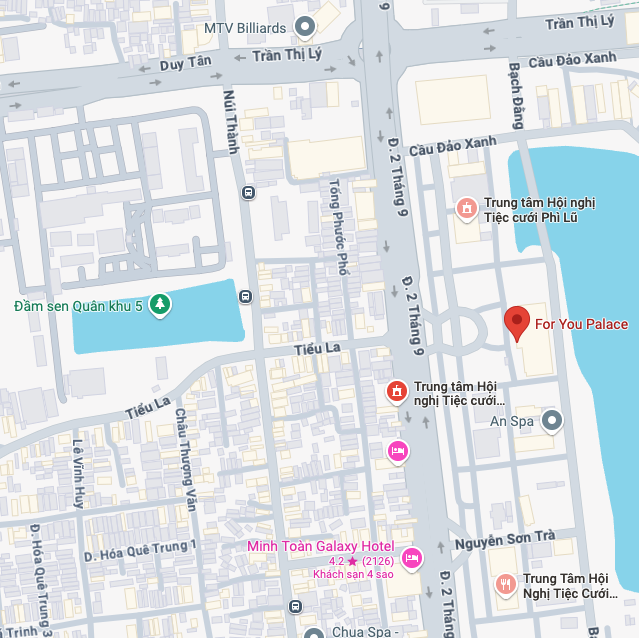 9
Trần Thị Lý
MTV Billiards
Duy Tân
Trần Thị Lý
Cầu Đảo Xanh
Bạch Đằng
Núi Thành
Đ. 2 Tháng 9
Cầu Đảo Xanh
Tống Phước Phổ
Trung tâm Hội nghị
Tiệc cưới Phì Lũ
Đầm sen Quân khu 5
Đ. 2 Tháng 9
For You Palace
Tiểu La
Trung tâm Hội
nghị Tiệc cưới...
Tiểu La
Châu Thượng Văn
An Spa
Lê Vĩnh Huy
Đ. Hóa Quê Trung 3
D. Hóa Quê Trung 1
Minh Toàn Galaxy Hotel
4.2 ★ (2126)
Khách sạn 4 sao
Nguyễn Sơn Trà
Trung Tâm Hội
Nghị Tiệc Cưới...
Đ. 2 Tháng
Trinh
Chua Spa -